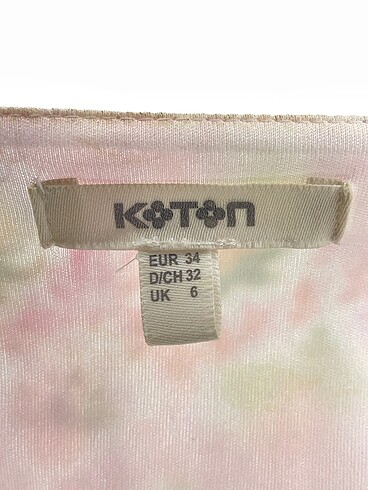 KOTON
EUR 34
D/CH 32
UK 6